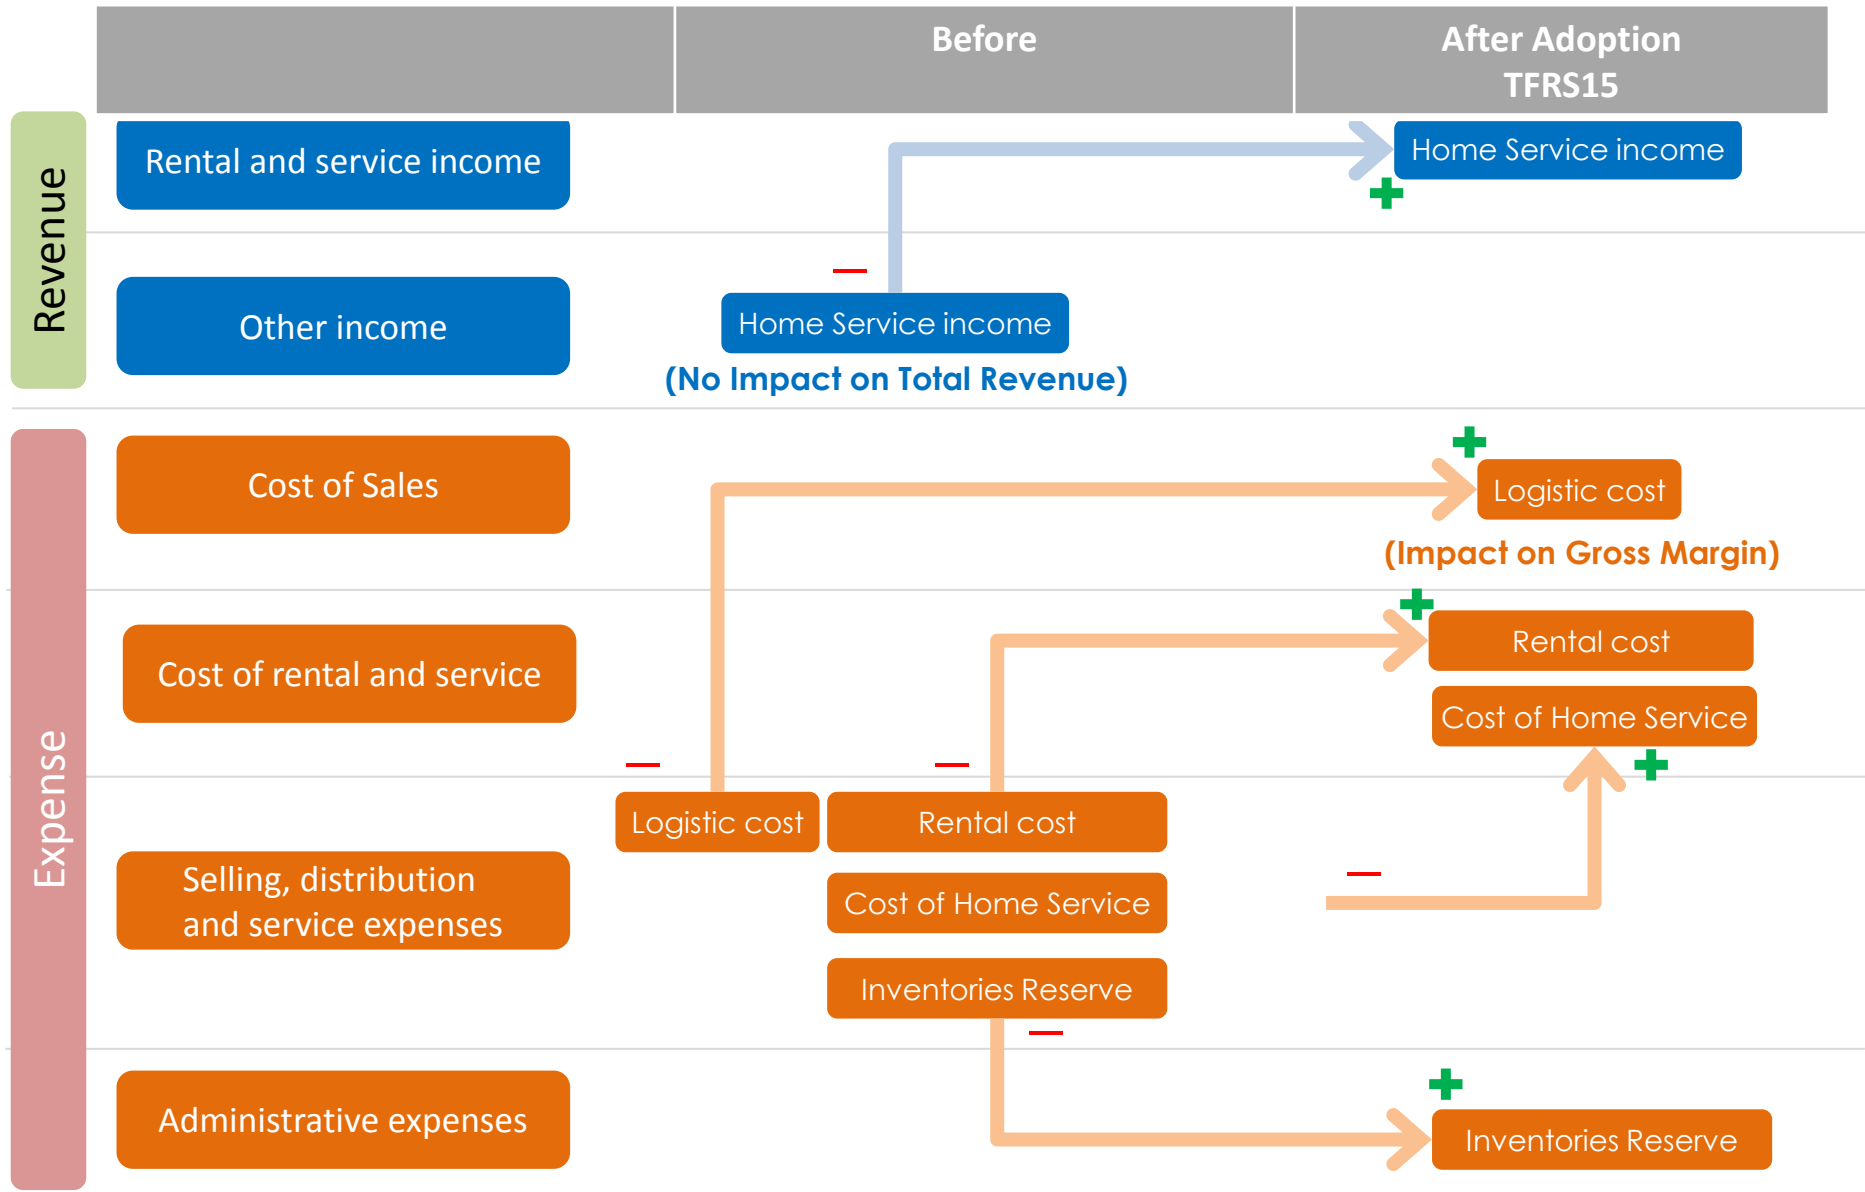 Before
After Adoption
TFRS15
Revenue
Rental and service income
Home Service income
Other income
Home Service income
(No Impact on Total Revenue)
Expense
Cost of Sales
Logistic cost
(Impact on Gross Margin)
Cost of rental and service
Rental cost
Cost of Home Service
Selling, distribution
and service expenses
Logistic cost
Rental cost
Cost of Home Service
Inventories Reserve
Administrative expenses
Inventories Reserve